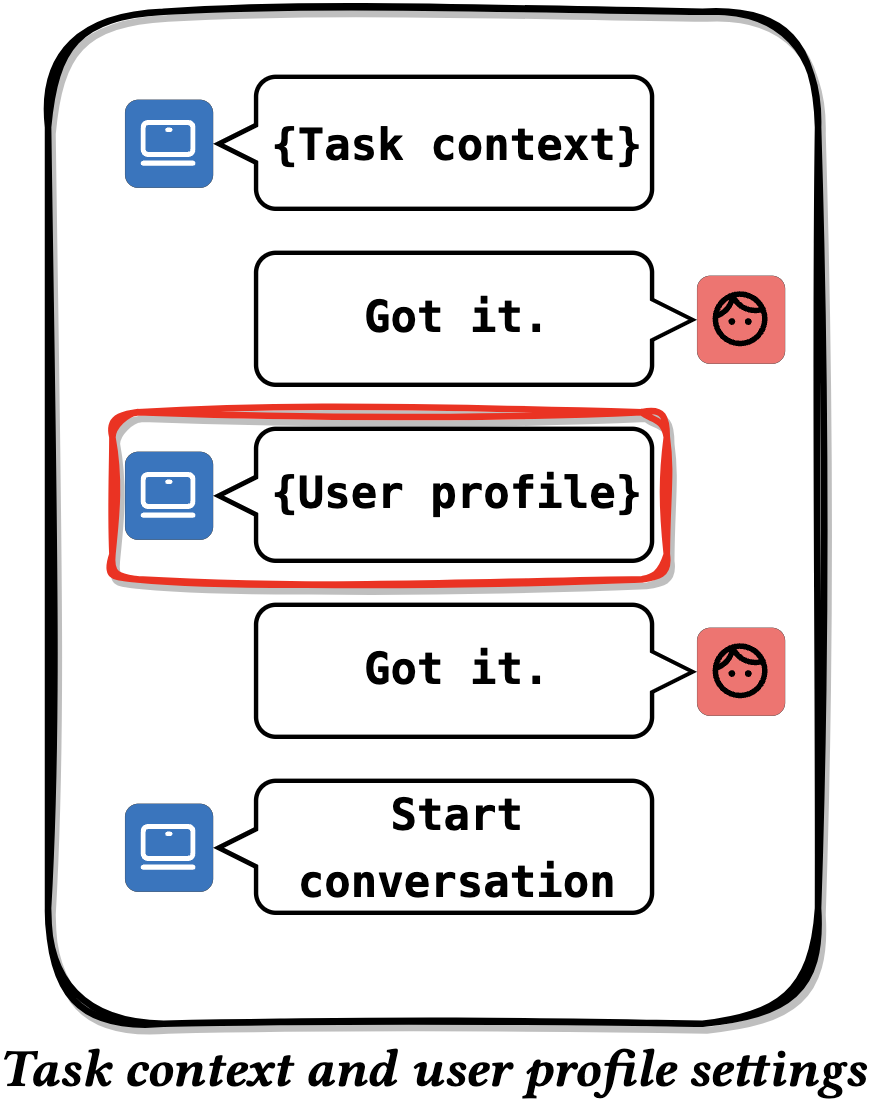 {Task context}
Got it.
{User profile}
Got it.
Start
conversation
Task context and user profile settings